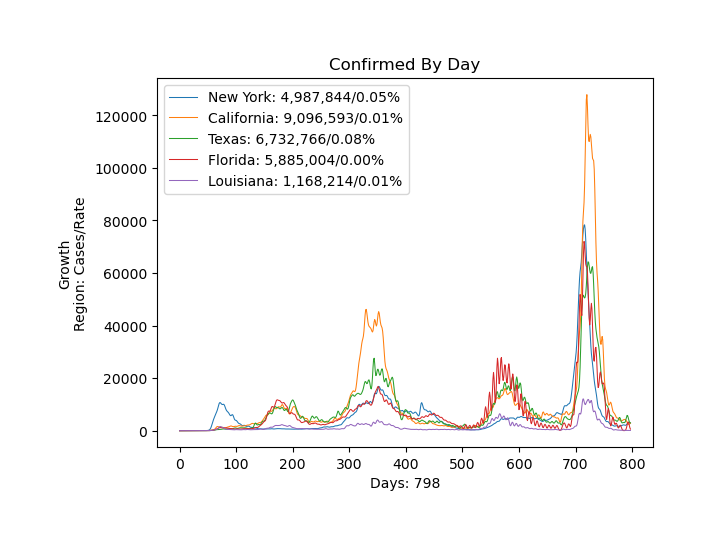 Confirmed By Day
New York: 4,987,844/0.05%
California: 9,096,593/0.01%
Texas: 6,732,766/0.08%
Florida: 5,885,004/0.00%
Louisiana: 1,168,214/0.01%
Growth
Region: Cases/Rate
120000
100000
80000
60000
40000
20000
0
0 100 200 300 400 500 600 700 800
Days: 798